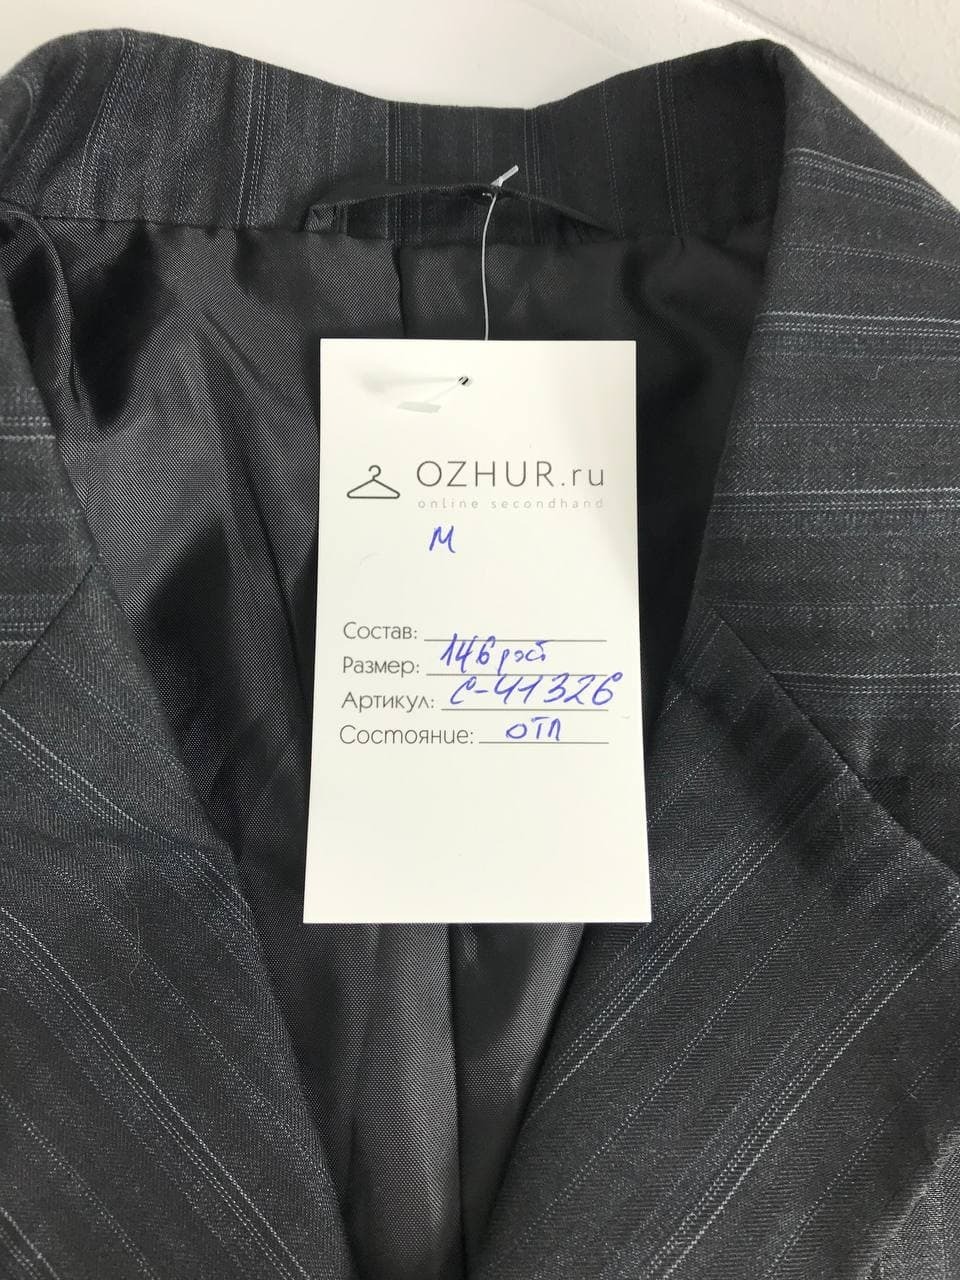 OZHUR.ru
online secondhand
м
Состав:
Размер: 146 рост
Артикул: С-41326
Состояние: отл